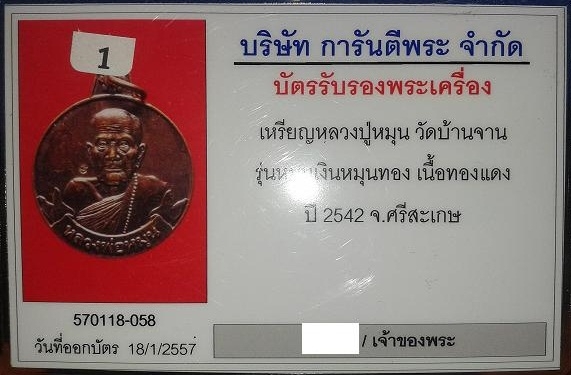 1
บริษัท การันตีพระ จำกัด
บัตรรับรองพระเครื่อง
เหรียญหลวงปู่หมุน วัดบ้านจาน
รุ่นหมุนเงินหมุนทอง เนื้อทองแดง
ปี 2542 จ.ศรีสะเกษ
หลวงพ่อหมุน
570118-058
วันที่ออกบัตร 18/1/2557
/ เจ้าของพระ